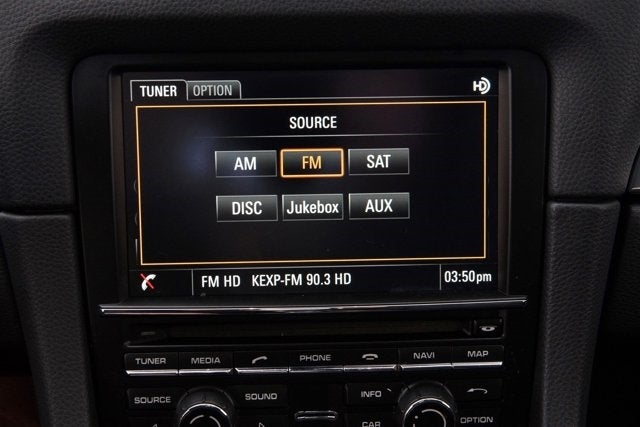 TUNER OPTION HD
SOURCE
AM FM SAT
DISC Jukebox AUX
FM HD KEXP-FM 90.3 HD 03:50pm
TUNER MEDIA PHONE NAVI MAP
SOURCE SOUND INFO
CAR OPTION